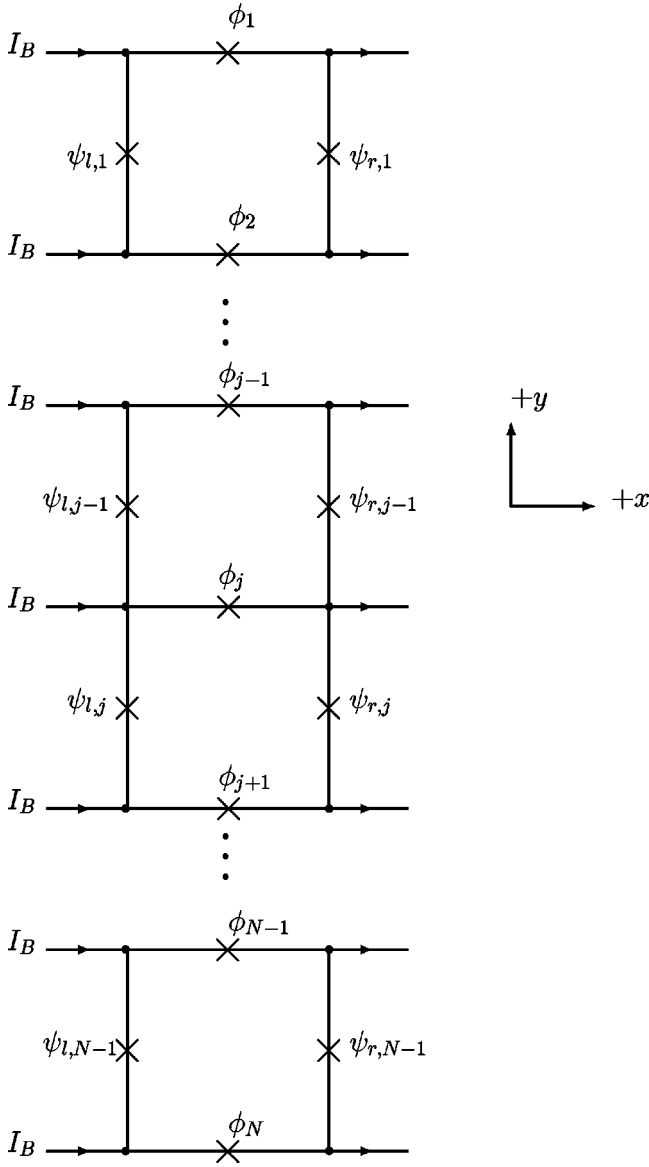 I_B ϕ_1
ψ_{l,1} ψ_{r,1}
I_B ϕ_2
I_B ϕ_{j−1}
+y
ψ_{l,j−1} ψ_{r,j−1} +x
I_B ϕ_j
ψ_{l,j} ψ_{r,j}
I_B ϕ_{j+1}
I_B ϕ_{N−1}
ψ_{l,N−1} ψ_{r,N−1}
I_B ϕ_N